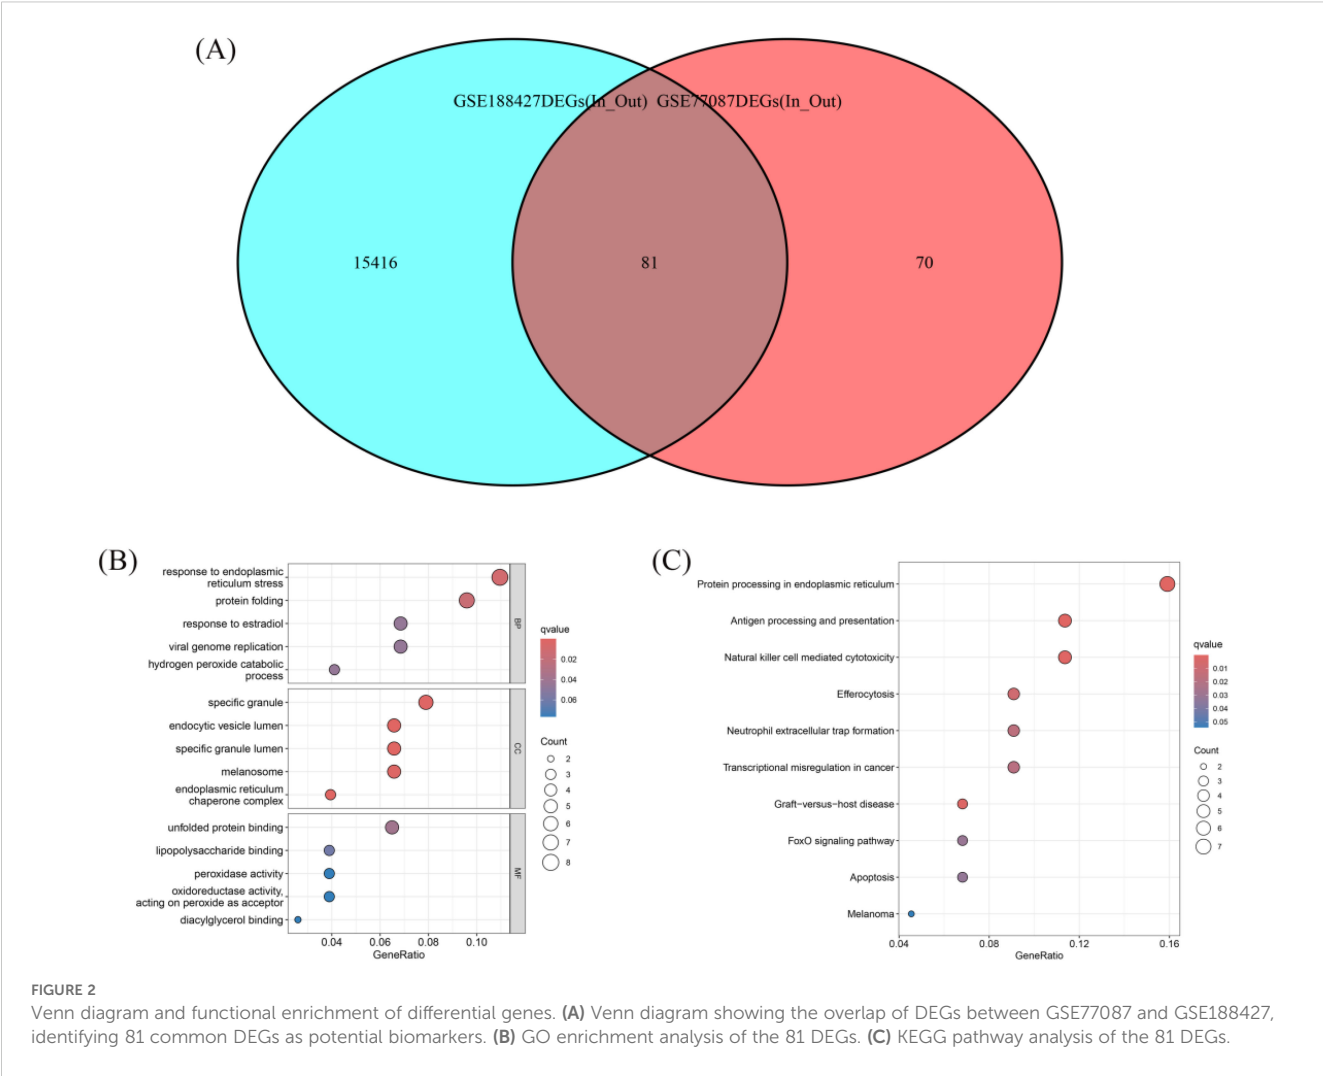 (A)
GSE188427DEGs(In_Out) GSE77087DEGs(In_Out)
15416
81
70
(B)
response to endoplasmic
reticulum stress
protein folding
response to estradiol
viral genome replication
hydrogen peroxide catabolic
process
BP
specific granule
endocytic vesicle lumen
specific granule lumen
melanosome
endoplasmic reticulum
chaperone complex
CC
unfolded protein binding
lipopolysaccharide binding
peroxidase activity
oxidoreductase activity,
acting on peroxide as acceptor
diacylglycerol binding
MF
0.04 0.06 0.08 0.10
GeneRatio
qvalue
0.02
0.04
0.06
Count
2
3
4
5
6
7
8
(C)
Protein processing in endoplasmic reticulum
Antigen processing and presentation
Natural killer cell mediated cytotoxicity
Efferocytosis
Neutrophil extracellular trap formation
Transcriptional misregulation in cancer
Graft−versus−host disease
FoxO signaling pathway
Apoptosis
Melanoma
0.04 0.08 0.12 0.16
GeneRatio
qvalue
0.01
0.02
0.03
0.04
0.05
Count
2
3
4
5
6
7
FIGURE 2
Venn diagram and functional enrichment of differential genes. (A) Venn diagram showing the overlap of DEGs between GSE77087 and GSE188427,
identifying 81 common DEGs as potential biomarkers. (B) GO enrichment analysis of the 81 DEGs. (C) KEGG pathway analysis of the 81 DEGs.